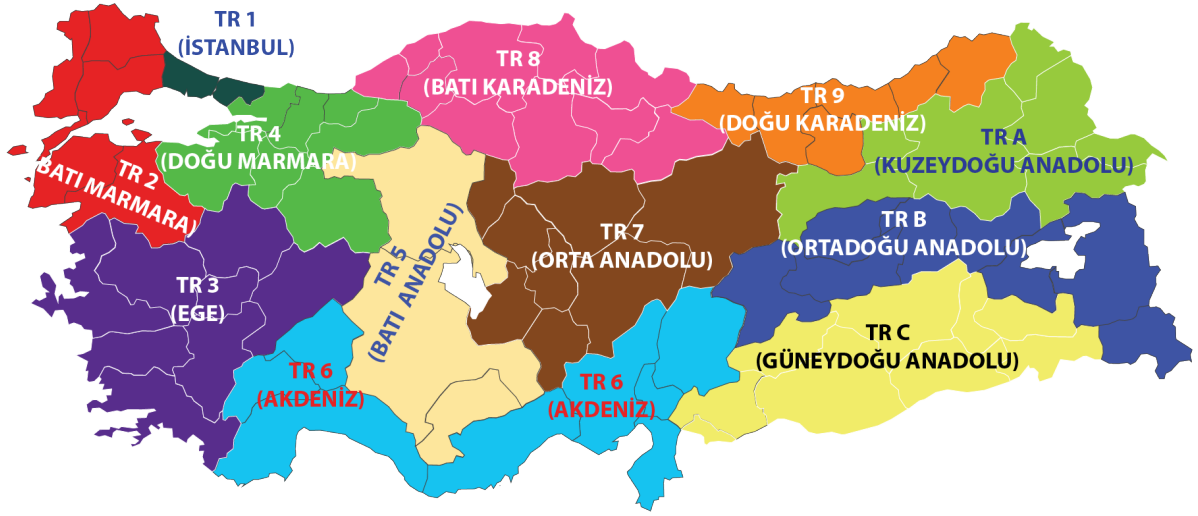 TR 1
(İSTANBUL)
TR 8
(BATI KARADENİZ)
TR 9
(DOĞU KARADENİZ)
TR 4
(DOĞU MARMARA)
TR A
(KUZEYDOĞU ANADOLU)
TR 2
(BATI MARMARA)
TR B
(ORTADOĞU ANADOLU)
TR 7
(ORTA ANADOLU)
TR 5
(BATI ANADOLU)
TR 3
(EGE)
TR C
(GÜNEYDOĞU ANADOLU)
TR 6
(AKDENİZ)
TR 6
(AKDENİZ)